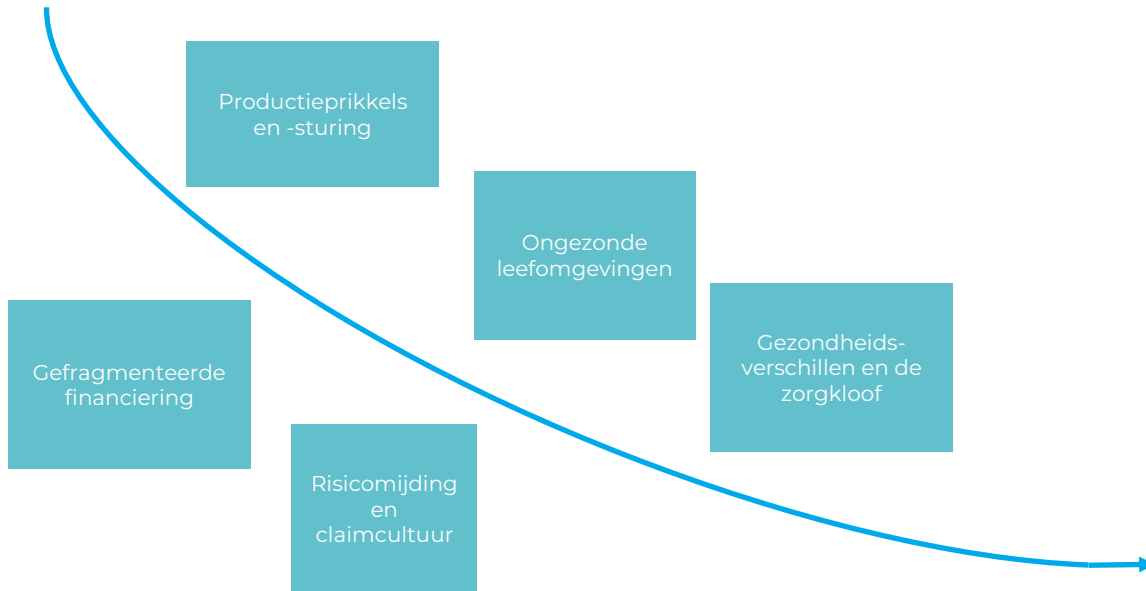 Productieprikkels
en -sturing
Ongezonde
leefomgevingen
Gezondheids-
verschillen en de
zorgkloof
Gefragmenteerde
financiering
Risicomijding
en
claimcultuur